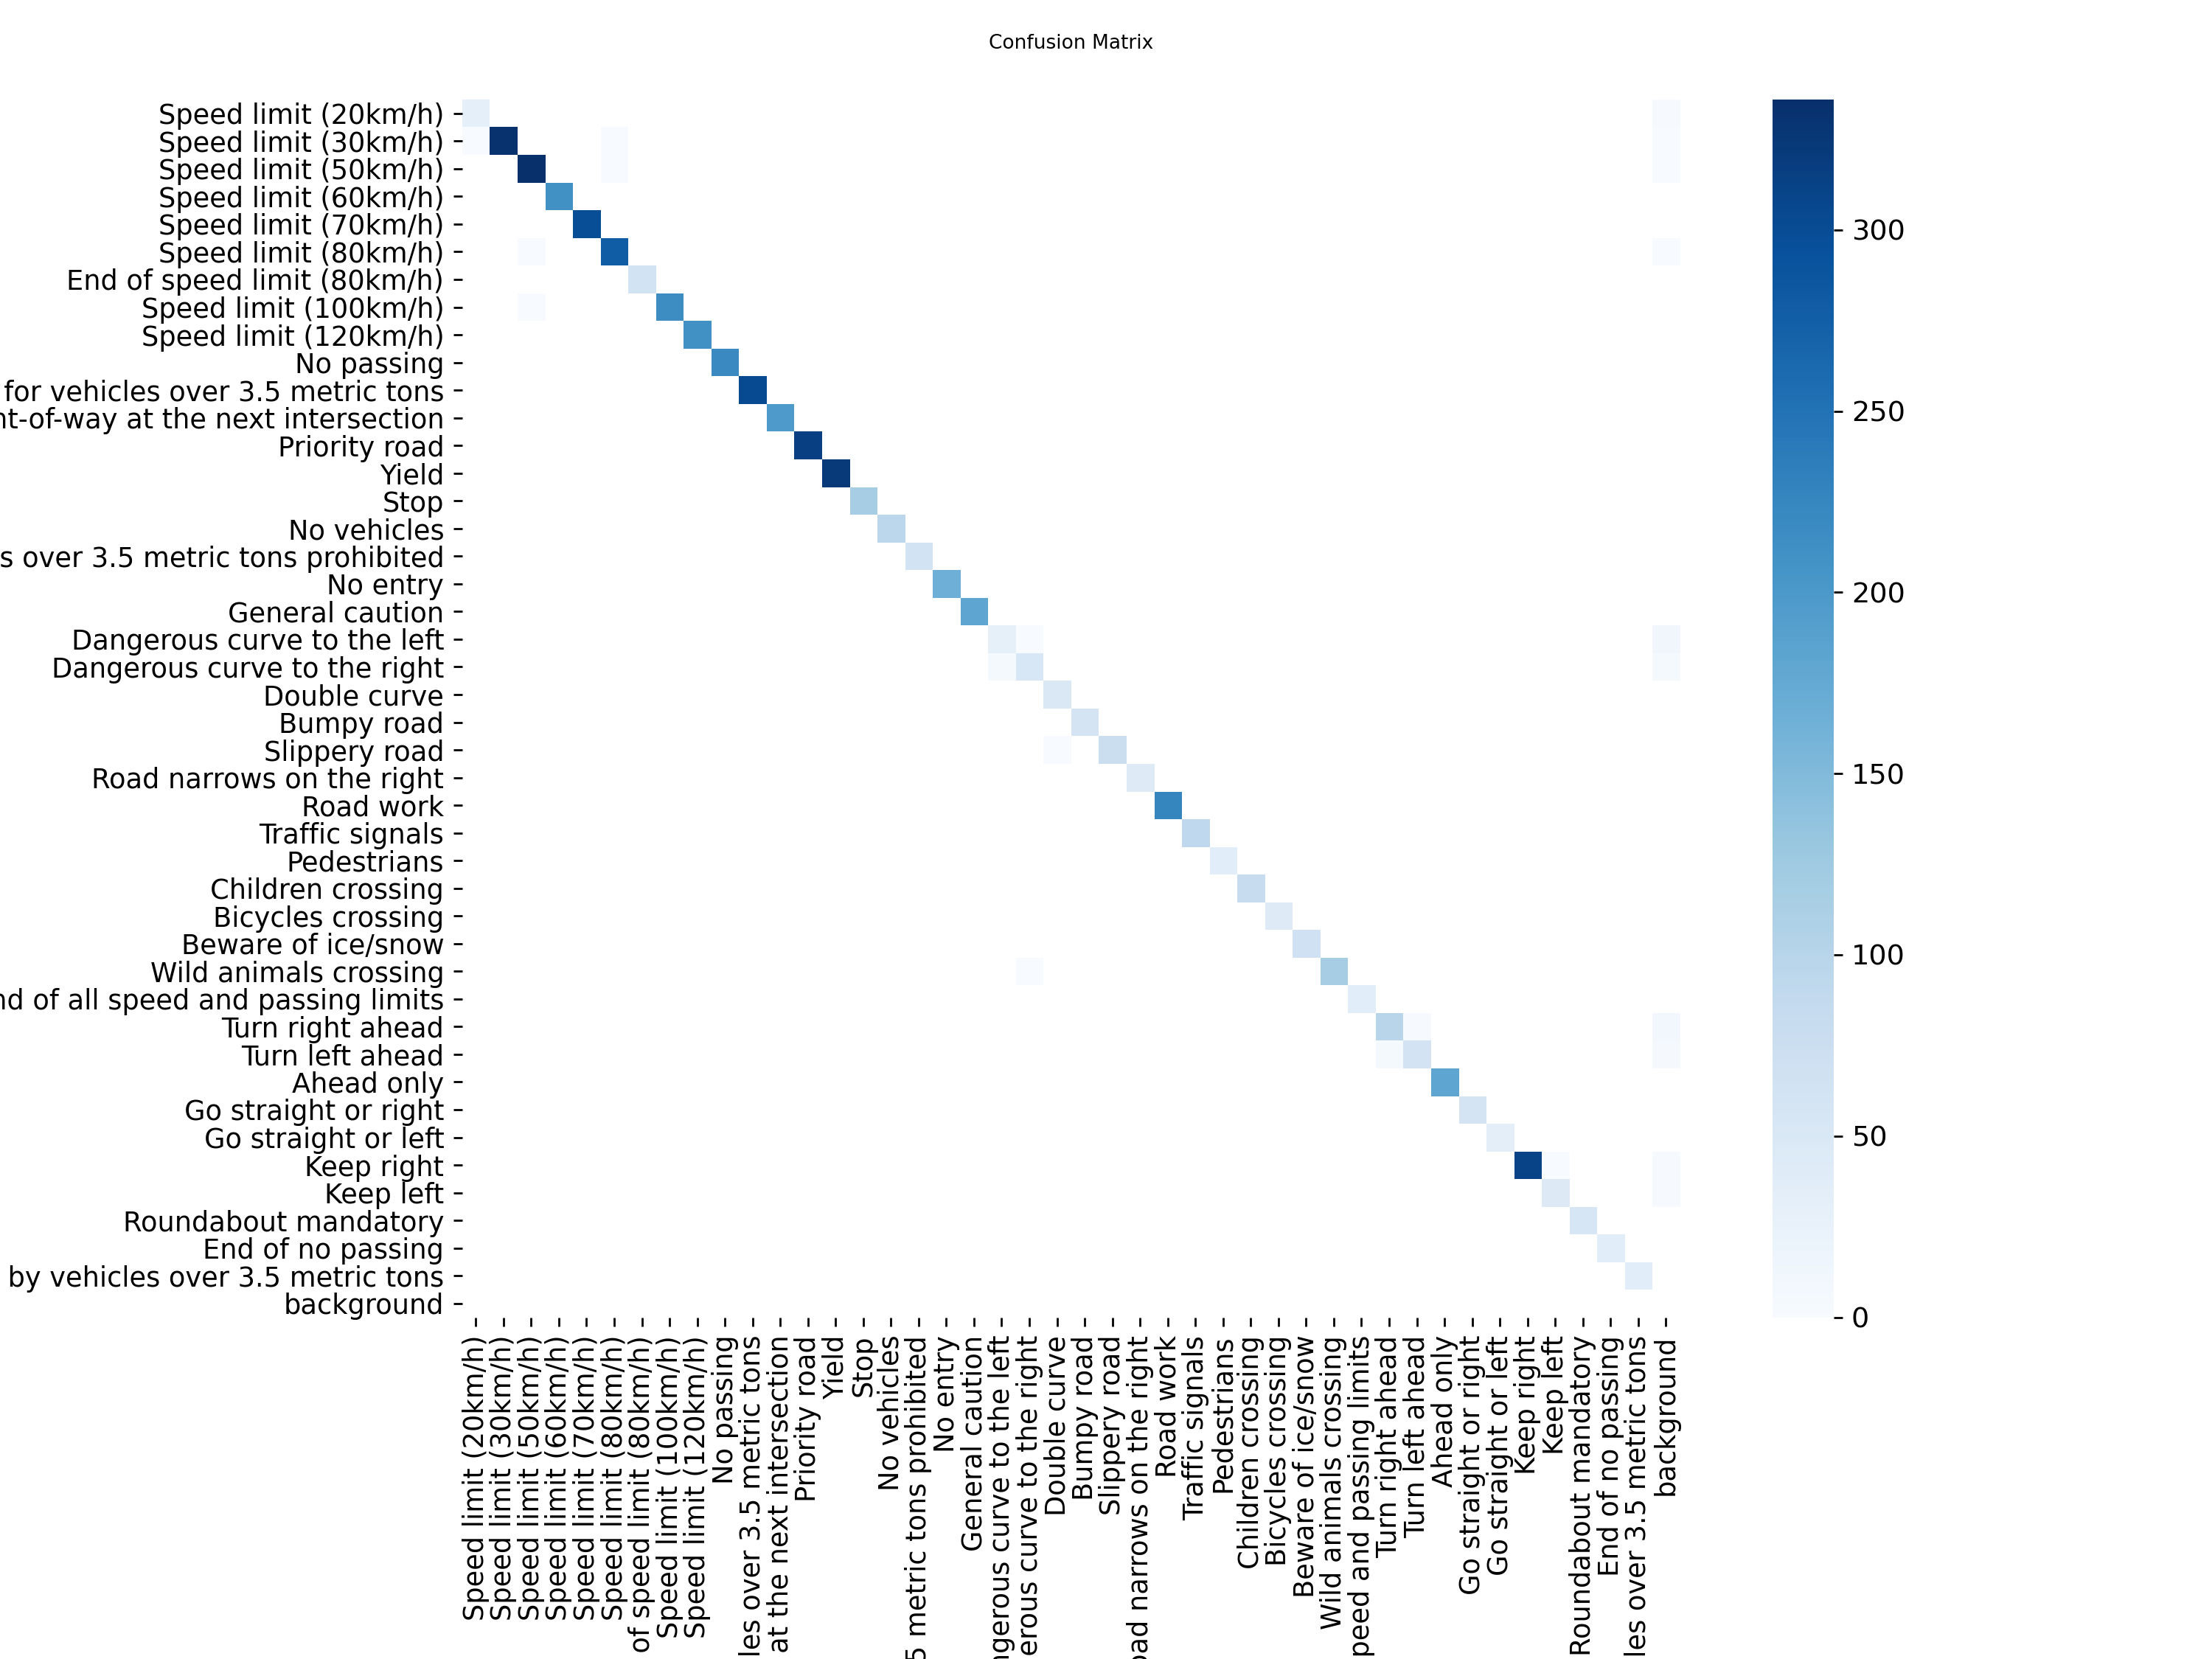 Confusion Matrix
Speed limit (20km/h)
Speed limit (30km/h)
Speed limit (50km/h)
Speed limit (60km/h)
Speed limit (70km/h)
Speed limit (80km/h)
End of speed limit (80km/h)
Speed limit (100km/h)
Speed limit (120km/h)
No passing
for vehicles over 3.5 metric tons
nt-of-way at the next intersection
Priority road
Yield
Stop
No vehicles
s over 3.5 metric tons prohibited
No entry
General caution
Dangerous curve to the left
Dangerous curve to the right
Double curve
Bumpy road
Slippery road
Road narrows on the right
Road work
Traffic signals
Pedestrians
Children crossing
Bicycles crossing
Beware of ice/snow
Wild animals crossing
nd of all speed and passing limits
Turn right ahead
Turn left ahead
Ahead only
Go straight or right
Go straight or left
Keep right
Keep left
Roundabout mandatory
End of no passing
by vehicles over 3.5 metric tons
background
Speed limit (20km/h)
Speed limit (30km/h)
Speed limit (50km/h)
Speed limit (60km/h)
Speed limit (70km/h)
Speed limit (80km/h)
of speed limit (80km/h)
Speed limit (100km/h)
Speed limit (120km/h)
No passing
les over 3.5 metric tons
at the next intersection
Priority road
Yield
Stop
No vehicles
5 metric tons prohibited
No entry
General caution
ngerous curve to the left
erous curve to the right
Double curve
Bumpy road
Slippery road
oad narrows on the right
Road work
Traffic signals
Pedestrians
Children crossing
Bicycles crossing
Beware of ice/snow
Wild animals crossing
peed and passing limits
Turn right ahead
Turn left ahead
Ahead only
Go straight or right
Go straight or left
Keep right
Keep left
Roundabout mandatory
End of no passing
les over 3.5 metric tons
background
300
250
200
150
100
50
0